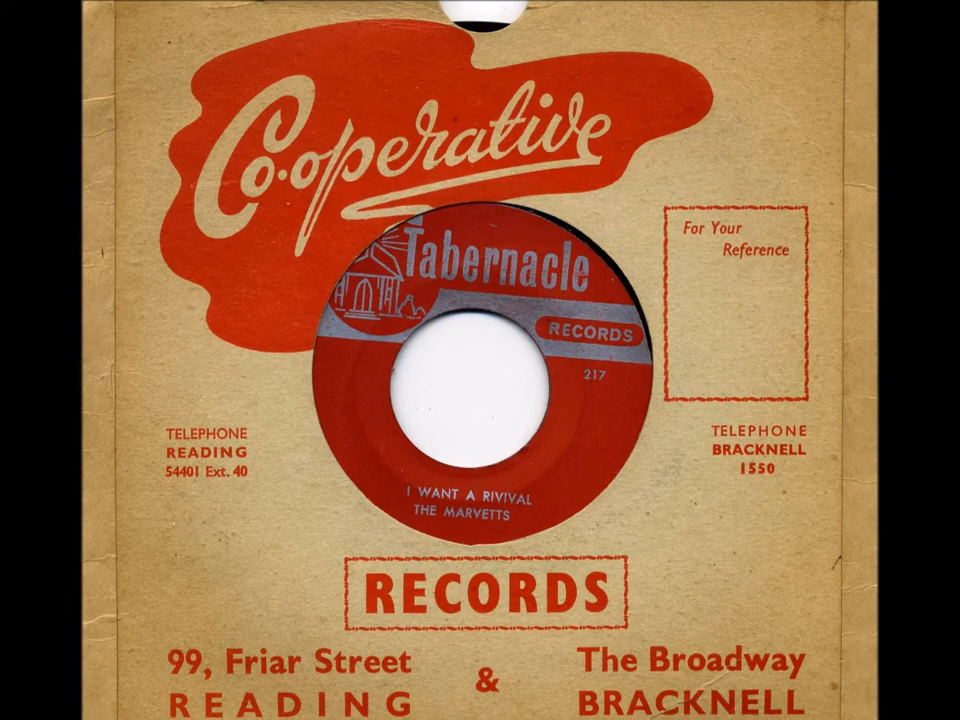 Co-operative
Tabernacle
RECORDS
217
I WANT A RIVIVAL
THE MARVETTS
For Your
Reference
TELEPHONE
READING
54401 Ext. 40
TELEPHONE
BRACKNELL
1550
RECORDS
99, Friar Street
READING
&
The Broadway
BRACKNELL